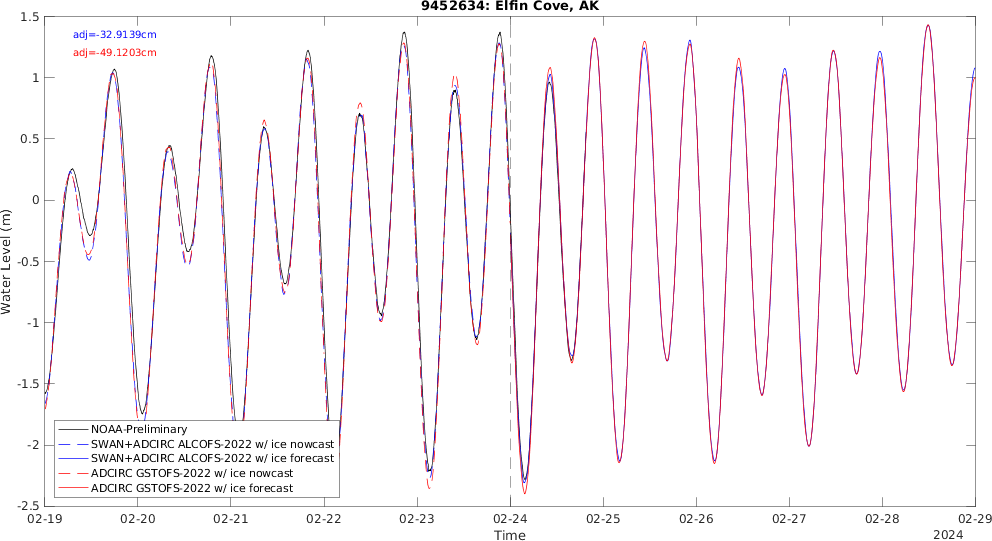 9452634: Elfin Cove, AK
adj=-32.9139cm
adj=-49.1203cm
Water Level (m)
1.5
1
0.5
0
-0.5
-1
-1.5
-2
-2.5
NOAA-Preliminary
SWAN+ADCIRC ALCOFS-2022 w/ ice nowcast
SWAN+ADCIRC ALCOFS-2022 w/ ice forecast
ADCIRC GSTOFS-2022 w/ ice nowcast
ADCIRC GSTOFS-2022 w/ ice forecast
02-19 02-20 02-21 02-22 02-23 02-24 02-25 02-26 02-27 02-28 02-29
Time
2024